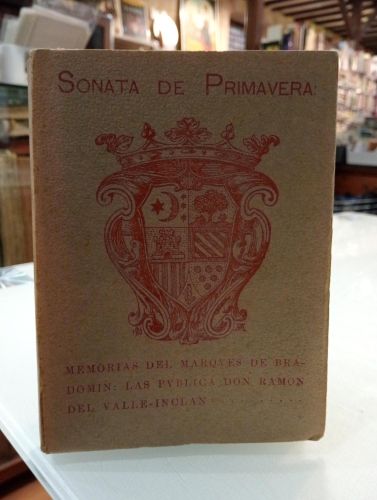 SONATA DE PRIMAVERA:
MEMORIAS DEL MARQVES DE BRA-
DOMIN: LAS PVBLICA DON RAMON
DEL VALLE-INCLAN . . . . . . . . . .